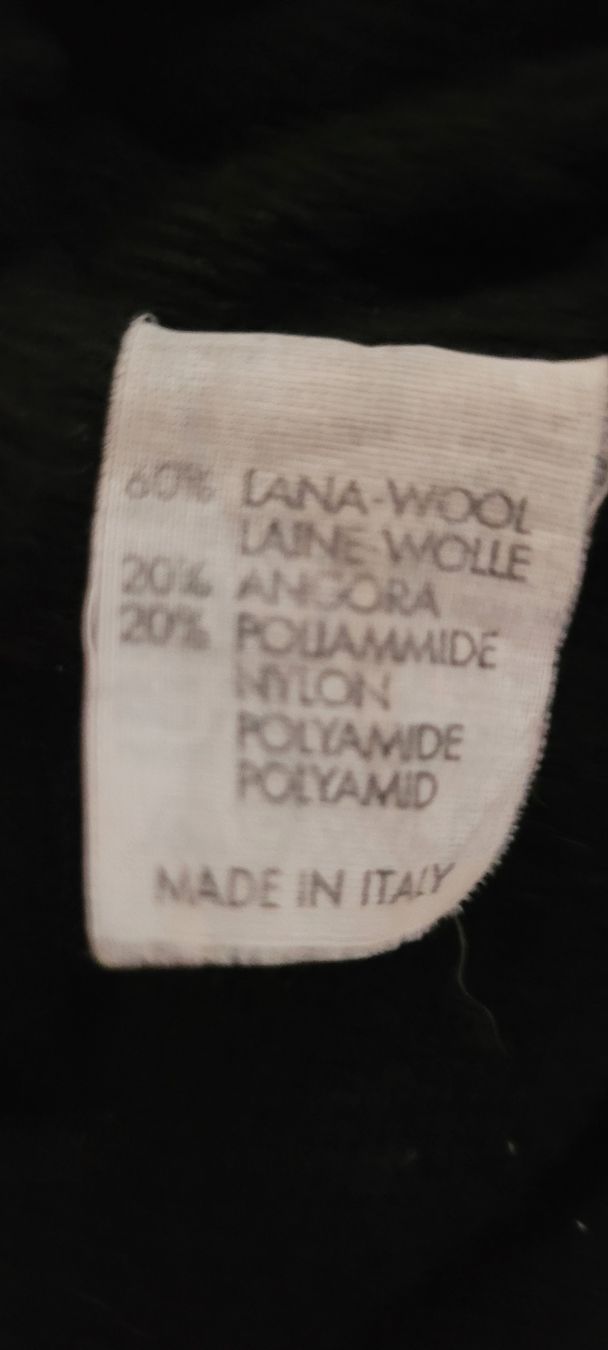 60% LANA-WOOL
LAINE-WOLLE
20% ANGORA
20% POLIAMMIDE
NYLON
POLYAMIDE
POLYAMID
MADE IN ITALY